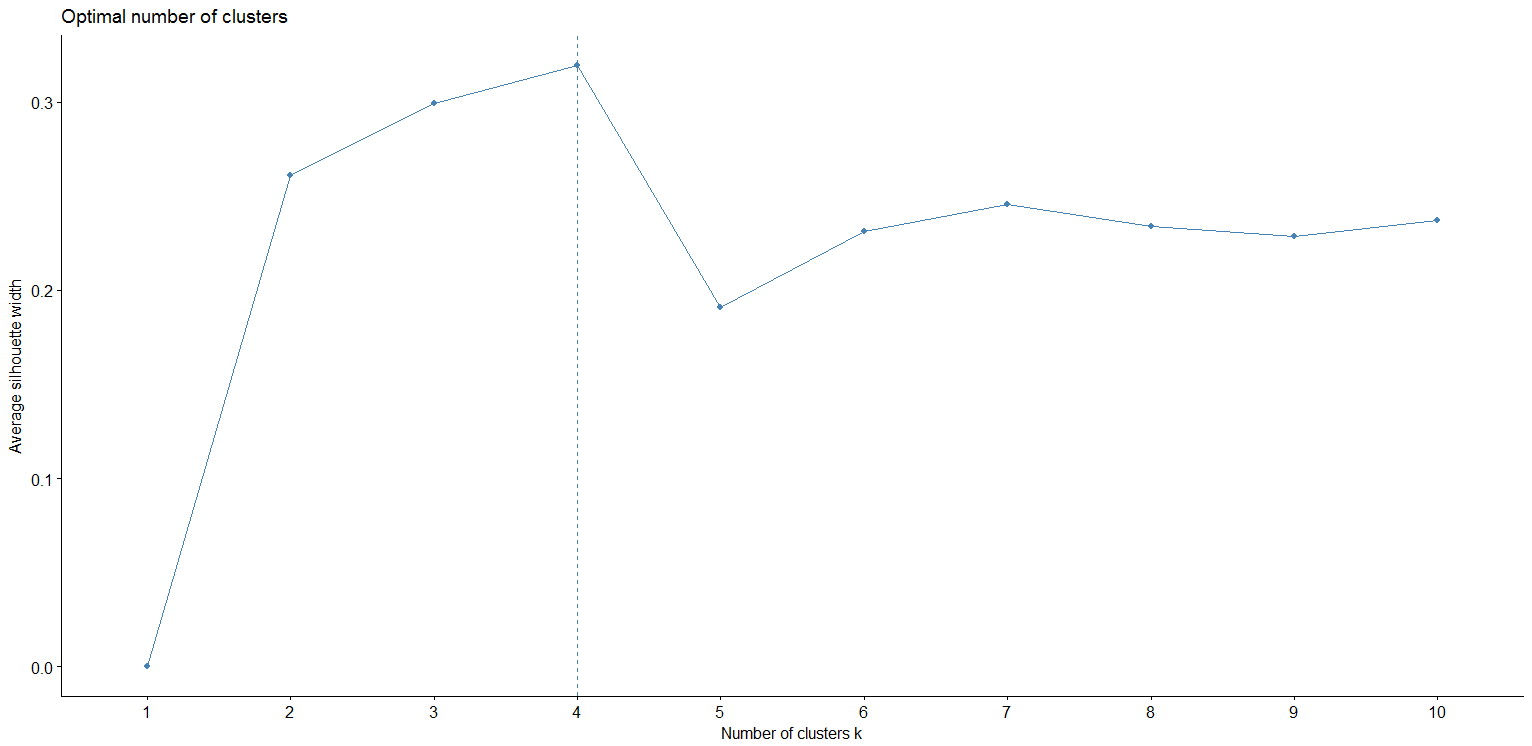 Optimal number of clusters
Average silhouette width
0.3
0.2
0.1
0.0
1 2 3 4 5 6 7 8 9 10
Number of clusters k